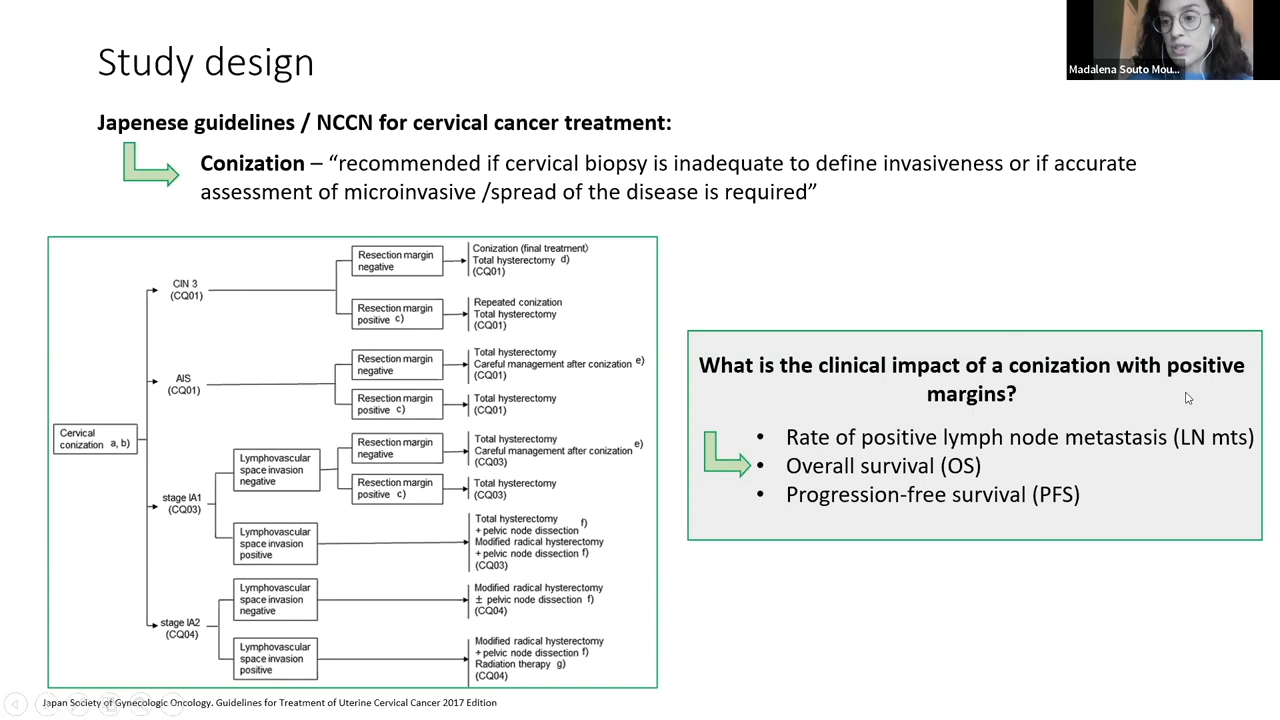 Study design
Madalena Souto Mou...
Japenese guidelines / NCCN for cervical cancer treatment:
Conization – “recommended if cervical biopsy is inadequate to define invasiveness or if accurate
assessment of microinvasive /spread of the disease is required”
Cervical
conization a, b)
CIN 3
(CQ01)
Resection margin
negative
Conization (final treatment)
Total hysterectomy d)
(CQ01)
Resection margin
positive c)
Repeated conization
Total hysterectomy
(CQ01)
AIS
(CQ01)
Resection margin
negative
Total hysterectomy
Careful management after conization e)
(CQ01)
Resection margin
positive c)
Total hysterectomy
(CQ01)
stage IA1
(CQ03)
Lymphovascular
space invasion
negative
Resection margin
negative
Total hysterectomy
Careful management after conization e)
(CQ03)
Resection margin
positive c)
Total hysterectomy
(CQ03)
Lymphovascular
space invasion
positive
Total hysterectomy
+ pelvic node dissection f)
Modified radical hysterectomy
+ pelvic node dissection f)
(CQ03)
stage IA2
(CQ04)
Lymphovascular
space invasion
negative
Modified radical hysterectomy
± pelvic node dissection f)
(CQ04)
Lymphovascular
space invasion
positive
Modified radical hysterectomy
+ pelvic node dissection f)
Radiation therapy g)
(CQ04)
What is the clinical impact of a conization with positive
margins?
• Rate of positive lymph node metastasis (LN mts)
• Overall survival (OS)
• Progression-free survival (PFS)
Japan Society of Gynecologic Oncology. Guidelines for Treatment of Uterine Cervical Cancer 2017 Edition